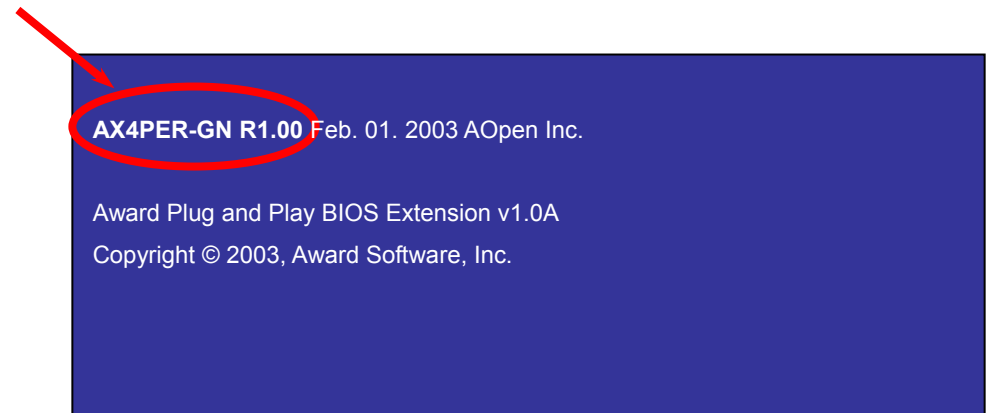 AX4PER-GN R1.00 Feb. 01. 2003 AOpen Inc.
Award Plug and Play BIOS Extension v1.0A
Copyright © 2003, Award Software, Inc.